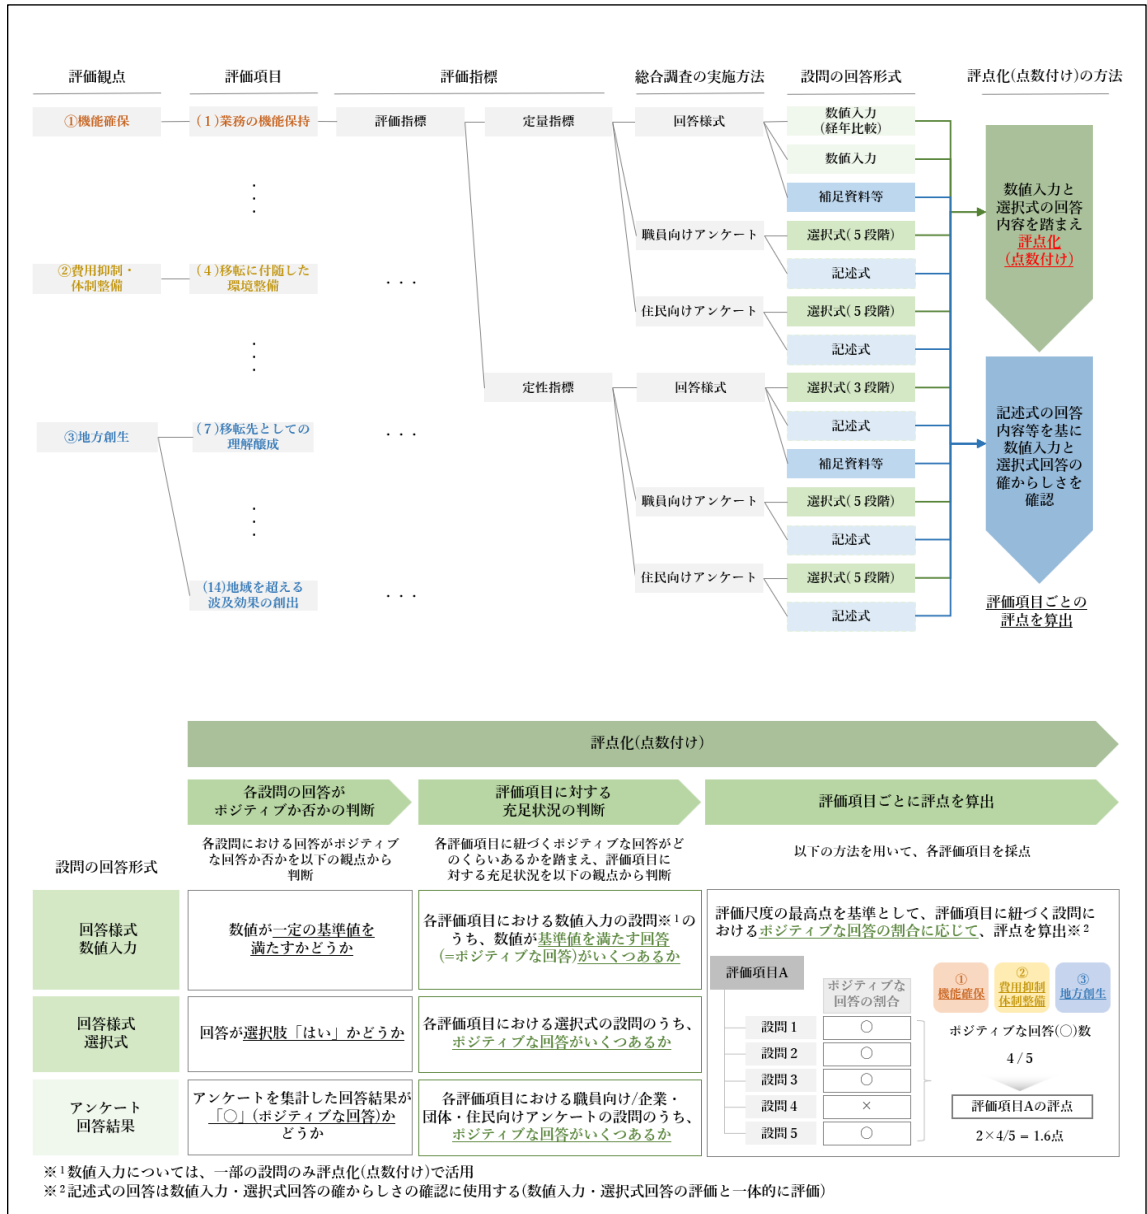 評価観点
評価項目
評価指標
総合調査の実施方法
設問の回答形式
評点化(点数付け)の方法
①機能確保
(1)業務の機能保持
評価指標
定量指標
回答様式
数値入力
(経年比較)
数値入力
補足資料等
職員向けアンケート
選択式(5段階)
記述式
住民向けアンケート
選択式(5段階)
記述式
②費用抑制・
体制整備
(4)移転に付随した
環境整備
・・・
定性指標
回答様式
選択式(3段階)
記述式
補足資料等
③地方創生
(7)移転先としての
理解醸成
・・・
職員向けアンケート
選択式(5段階)
記述式
住民向けアンケート
選択式(5段階)
記述式
(14)地域を超える
波及効果の創出
・・・
数値入力と
選択式の回答
内容を踏まえ
評点化
(点数付け)
記述式の回答
内容等を基に
数値入力と
選択式回答の
確からしさを
確認
評価項目ごとの
評点を算出
評点化(点数付け)
各設問の回答が
ポジティブか否かの判断
評価項目に対する
充足状況の判断
評価項目ごとに評点を算出
設問の回答形式
各設問における回答がポジティブ
な回答か否かを以下の観点から
判断
各評価項目に紐づくポジティブな回答がど
のくらいあるかを踏まえ、評価項目に
対する充足状況を以下の観点から判断
以下の方法を用いて、各評価項目を採点
回答様式
数値入力
数値が一定の基準値を
満たすかどうか
各評価項目における数値入力の設問※1の
うち、数値が基準値を満たす回答
(=ポジティブな回答)がいくつあるか
回答様式
選択式
回答が選択肢「はい」かどうか
各評価項目における選択式の設問のうち、
ポジティブな回答がいくつあるか
アンケート
回答結果
アンケートを集計した回答結果が
「○」(ポジティブな回答)か
どうか
各評価項目における職員向け/企業・
団体・住民向けアンケートの設問のうち、
ポジティブな回答がいくつあるか
評価尺度の最高点を基準として、評価項目に紐づく設問に
おけるポジティブな回答の割合に応じて、評点を算出※2
評価項目A
ポジティブな
回答の割合
設問1 ○
設問2 ○
設問3 ○
設問4 ×
設問5 ○
①
機能確保
②
費用抑制
体制整備
③
地方創生
ポジティブな回答(○)数
4/5
評価項目Aの評点
2×4/5 = 1.6点
※1数値入力については、一部の設問のみ評点化(点数付け)で活用
※2記述式の回答は数値入力・選択式回答の確からしさの確認に使用する(数値入力・選択式回答の評価と一体的に評価)